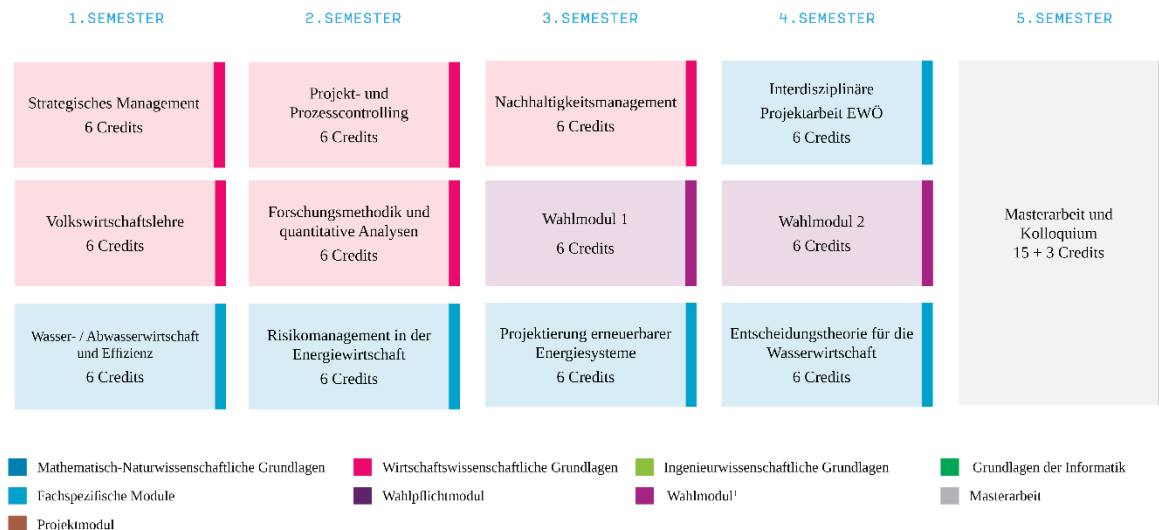 1.SEMESTER
2.SEMESTER
3.SEMESTER
4.SEMESTER
5.SEMESTER
Strategisches Management
6 Credits
Projekt- und
Prozesscontrolling
6 Credits
Nachhaltigkeitsmanagement
6 Credits
Interdisziplinäre
Projektarbeit EWÖ
6 Credits
Volkswirtschaftslehre
6 Credits
Forschungsmethodik und
quantitative Analysen
6 Credits
Wahlmodul 1
6 Credits
Wahlmodul 2
6 Credits
Masterarbeit und
Kolloquium
15 + 3 Credits
Wasser- / Abwasserwirtschaft
und Effizienz
6 Credits
Risikomanagement in der
Energiewirtschaft
6 Credits
Projektierung erneuerbarer
Energiesysteme
6 Credits
Entscheidungstheorie für die
Wasserwirtschaft
6 Credits
Mathematisch-Naturwissenschaftliche Grundlagen
Wirtschaftswissenschaftliche Grundlagen
Ingenieurwissenschaftliche Grundlagen
Grundlagen der Informatik
Fachspezifische Module
Wahlpflichtmodul
Wahlmodul¹
Masterarbeit
Projektmodul